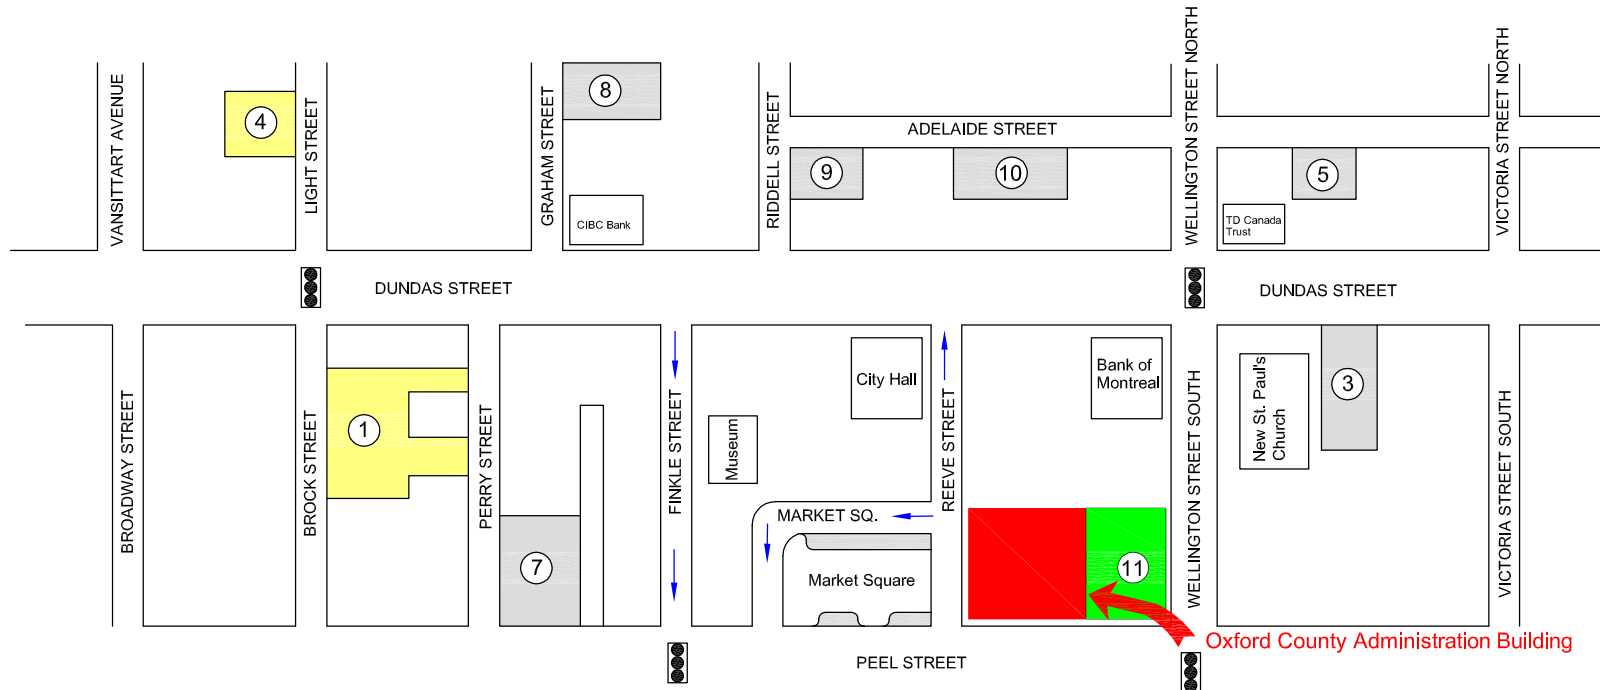 VANSITTART AVENUE
4
LIGHT STREET
GRAHAM STREET
8
CIBC Bank
RIDDELL STREET
ADELAIDE STREET
9
10
WELLINGTON STREET NORTH
5
TD Canada
Trust
VICTORIA STREET NORTH
DUNDAS STREET
DUNDAS STREET
BROADWAY STREET
BROCK STREET
1
PERRY STREET
7
FINKLE STREET
Museum
City Hall
MARKET SQ.
Market Square
REEVE STREET
Bank of
Montreal
11
WELLINGTON STREET SOUTH
New St. Paul's
Church
3
VICTORIA STREET SOUTH
Oxford County Administration Building
PEEL STREET